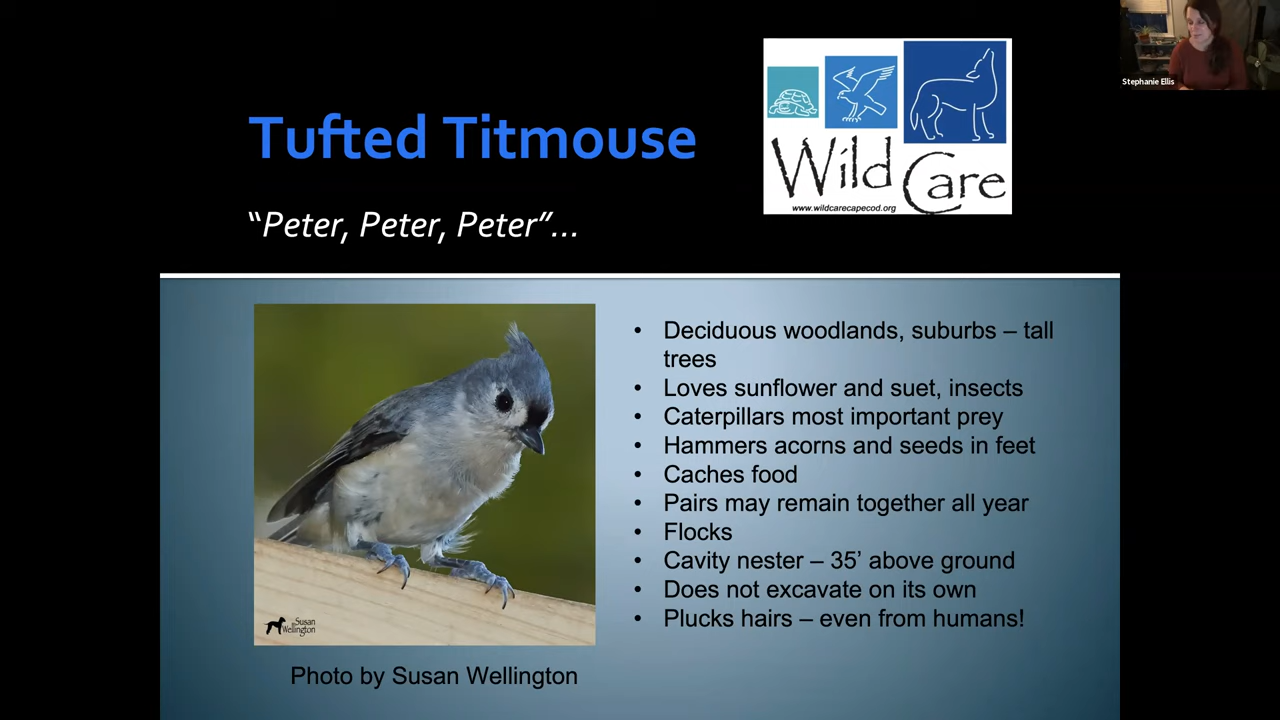 Stephanie Ellis
Tufted Titmouse
Wild Care
www.wildcarecapecod.org
“Peter, Peter, Peter”…
• Deciduous woodlands, suburbs – tall
trees
• Loves sunflower and suet, insects
• Caterpillars most important prey
• Hammers acorns and seeds in feet
• Caches food
• Pairs may remain together all year
• Flocks
• Cavity nester – 35’ above ground
• Does not excavate on its own
• Plucks hairs – even from humans!
Susan
Wellington
Photo by Susan Wellington